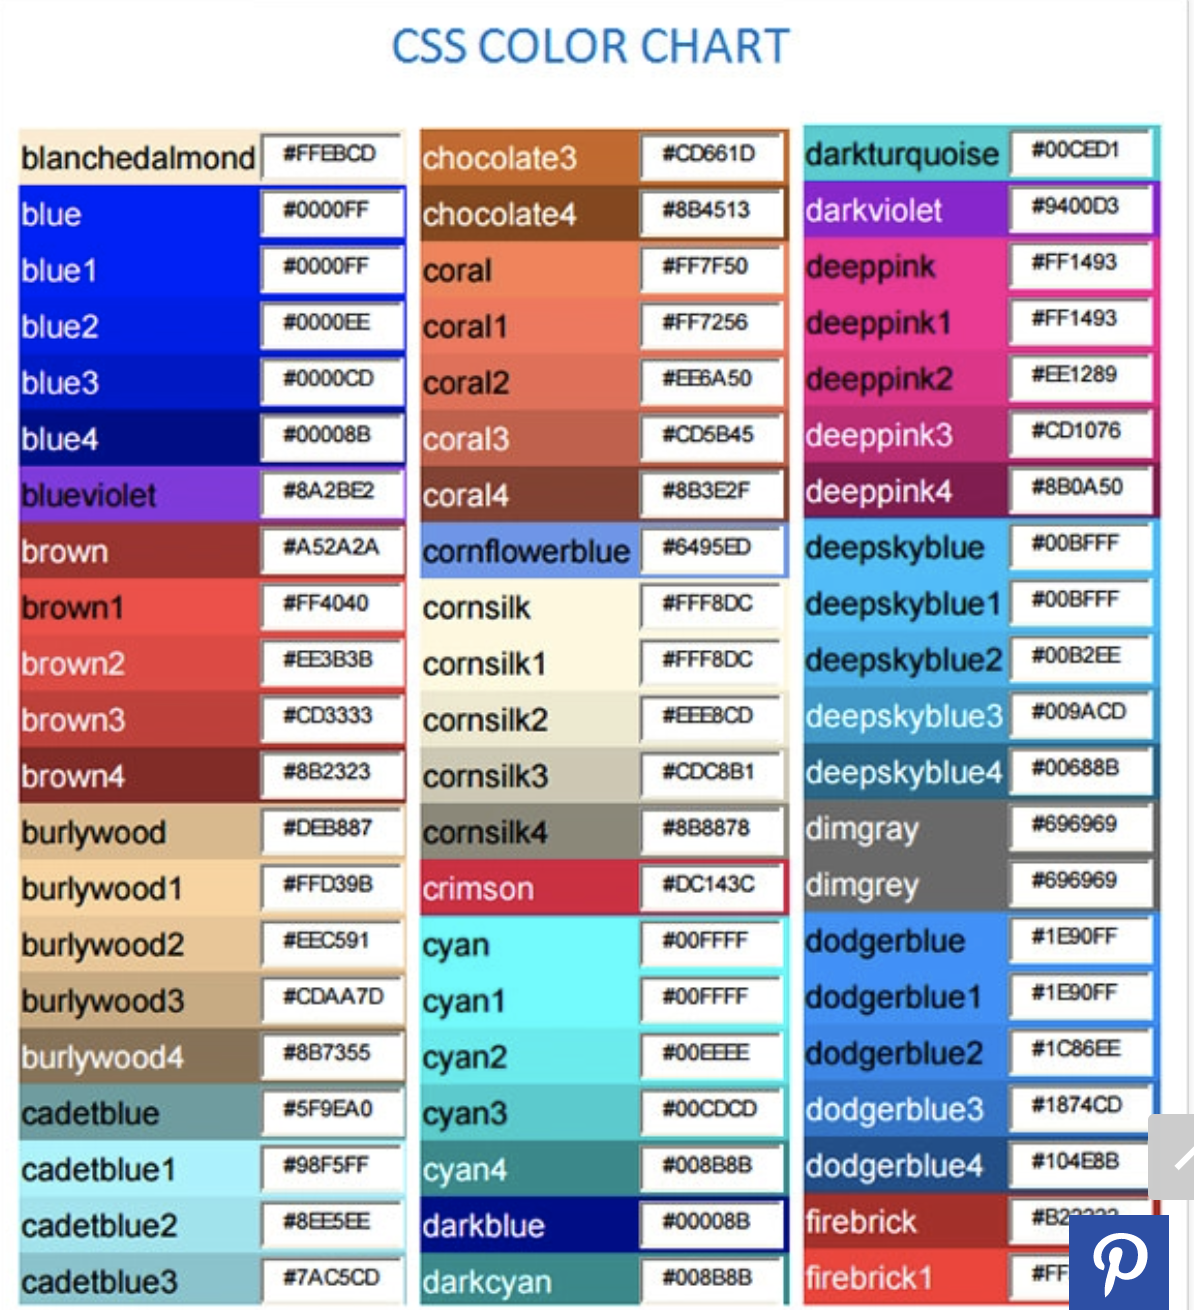 CSS COLOR CHART
blanchedalmond #FFEBCD
blue #0000FF
blue1 #0000FF
blue2 #0000EE
blue3 #0000CD
blue4 #00008B
blueviolet #8A2BE2
brown #A52A2A
brown1 #FF4040
brown2 #EE3B3B
brown3 #CD3333
brown4 #8B2323
burlywood #DEB887
burlywood1 #FFD39B
burlywood2 #EEC591
burlywood3 #CDAA7D
burlywood4 #8B7355
cadetblue #5F9EA0
cadetblue1 #98F5FF
cadetblue2 #8EE5EE
cadetblue3 #7AC5CD
chocolate3 #CD661D
chocolate4 #8B4513
coral #FF7F50
coral1 #FF7256
coral2 #EE6A50
coral3 #CD5B45
coral4 #8B3E2F
cornflowerblue #6495ED
cornsilk #FFF8DC
cornsilk1 #FFF8DC
cornsilk2 #EEE8CD
cornsilk3 #CDC8B1
cornsilk4 #8B8878
crimson #DC143C
cyan #00FFFF
cyan1 #00FFFF
cyan2 #00EEEE
cyan3 #00CDCD
cyan4 #008B8B
darkblue #00008B
darkcyan #008B8B
darkturquoise #00CED1
darkviolet #9400D3
deeppink #FF1493
deeppink1 #FF1493
deeppink2 #EE1289
deeppink3 #CD1076
deeppink4 #8B0A50
deepskyblue #00BFFF
deepskyblue1 #00BFFF
deepskyblue2 #00B2EE
deepskyblue3 #009ACD
deepskyblue4 #00688B
dimgray #696969
dimgrey #696969
dodgerblue #1E90FF
dodgerblue1 #1E90FF
dodgerblue2 #1C86EE
dodgerblue3 #1874CD
dodgerblue4 #104E8B
firebrick
firebrick1